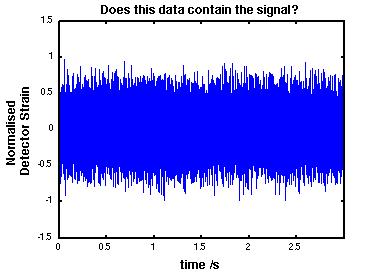 Does this data contain the signal?
1.5
1
0.5
0
-0.5
-1
-1.5
Normalised
Detector Strain
0 0.5 1 1.5 2 2.5
time /s